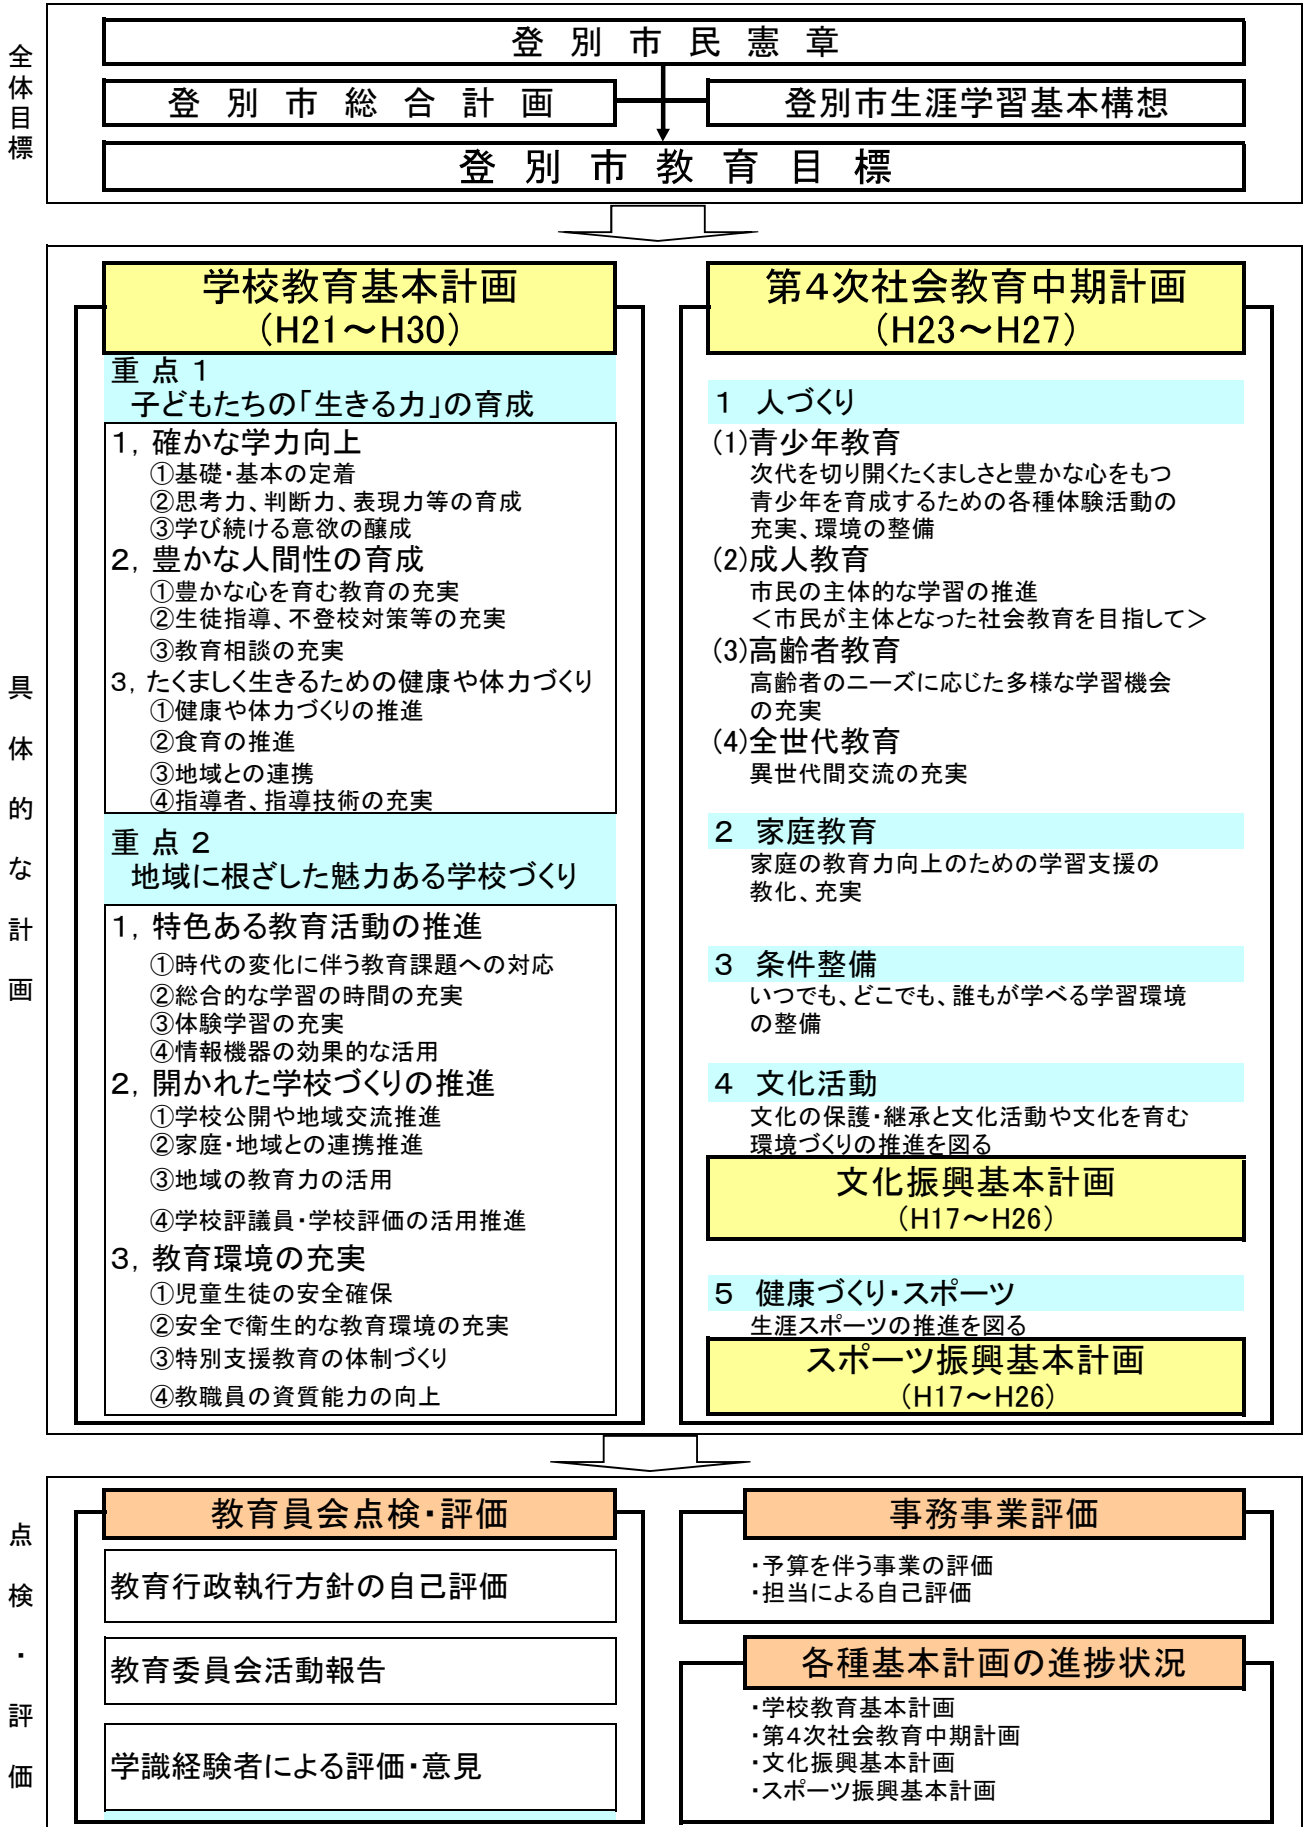 全体目標
登別市民憲章
登別市総合計画
登別市生涯学習基本構想
登別市教育目標
具体的な計画
学校教育基本計画
(H21～H30)
重点1
子どもたちの「生きる力」の育成
1, 確かな学力向上
①基礎・基本の定着
②思考力、判断力、表現力等の育成
③学び続ける意欲の醸成
2, 豊かな人間性の育成
①豊かな心を育む教育の充実
②生徒指導、不登校対策等の充実
③教育相談の充実
3, たくましく生きるための健康や体力づくり
①健康や体力づくりの推進
②食育の推進
③地域との連携
④指導者、指導技術の充実
重点2
地域に根ざした魅力ある学校づくり
1, 特色ある教育活動の推進
①時代の変化に伴う教育課題への対応
②総合的な学習の時間の充実
③体験学習の充実
④情報機器の効果的な活用
2, 開かれた学校づくりの推進
①学校公開や地域交流推進
②家庭・地域との連携推進
③地域の教育力の活用
④学校評議員・学校評価の活用推進
3, 教育環境の充実
①児童生徒の安全確保
②安全で衛生的な教育環境の充実
③特別支援教育の体制づくり
④教職員の資質能力の向上
第4次社会教育中期計画
(H23～H27)
1 人づくり
(1)青少年教育
次代を切り開くたくましさと豊かな心をもつ
青少年を育成するための各種体験活動の
充実、環境の整備
(2)成人教育
市民の主体的な学習の推進
＜市民が主体となった社会教育を目指して＞
(3)高齢者教育
高齢者のニーズに応じた多様な学習機会
の充実
(4)全世代教育
異世代間交流の充実
2 家庭教育
家庭の教育力向上のための学習支援の
教化、充実
3 条件整備
いつでも、どこでも、誰もが学べる学習環境
の整備
4 文化活動
文化の保護・継承と文化活動や文化を育む
環境づくりの推進を図る
文化振興基本計画
(H17～H26)
5 健康づくり・スポーツ
生涯スポーツの推進を図る
スポーツ振興基本計画
(H17～H26)
点検・評価
教育員会点検・評価
教育行政執行方針の自己評価
教育委員会活動報告
学識経験者による評価・意見
事務事業評価
・予算を伴う事業の評価
・担当による自己評価
各種基本計画の進捗状況
・学校教育基本計画
・第4次社会教育中期計画
・文化振興基本計画
・スポーツ振興基本計画